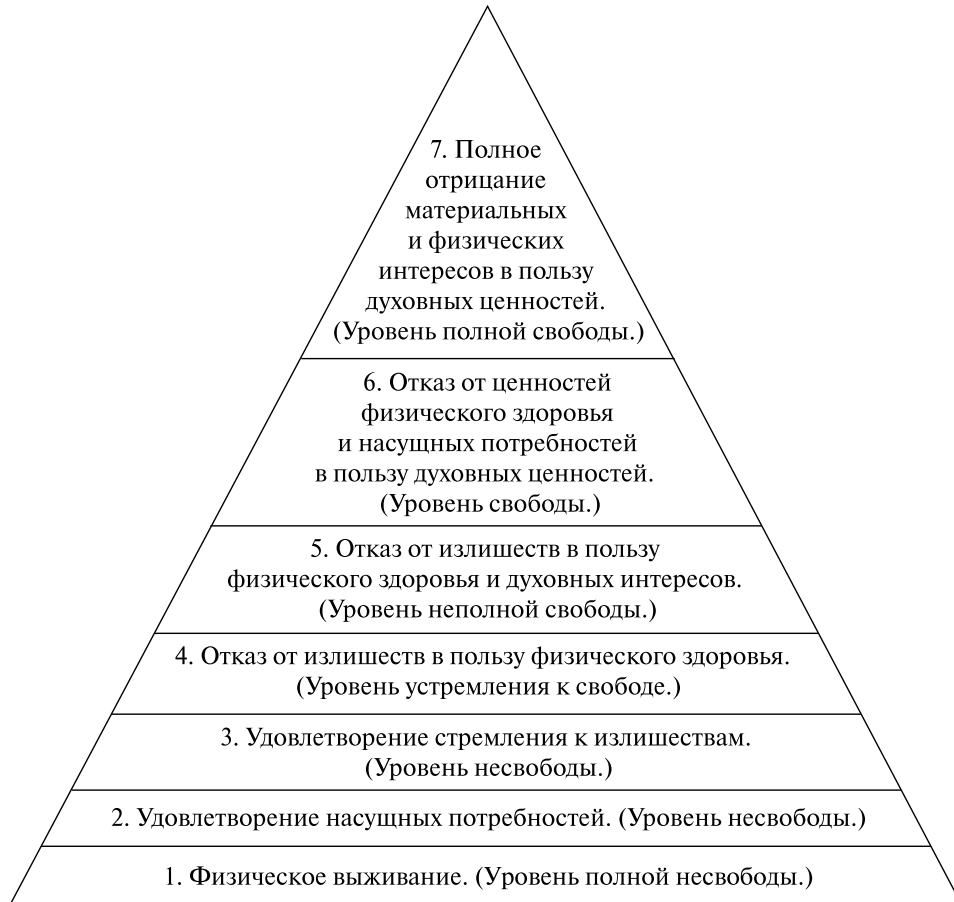 7. Полное
отрицание
материальных
и физических
интересов в пользу
духовных ценностей.
(Уровень полной свободы.)
6. Отказ от ценностей
физического здоровья
и насущных потребностей
в пользу духовных ценностей.
(Уровень свободы.)
5. Отказ от излишеств в пользу
физического здоровья и духовных интересов.
(Уровень неполной свободы.)
4. Отказ от излишеств в пользу физического здоровья.
(Уровень устремления к свободе.)
3. Удовлетворение стремления к излишествам.
(Уровень несвободы.)
2. Удовлетворение насущных потребностей. (Уровень несвободы.)
1. Физическое выживание. (Уровень полной несвободы.)